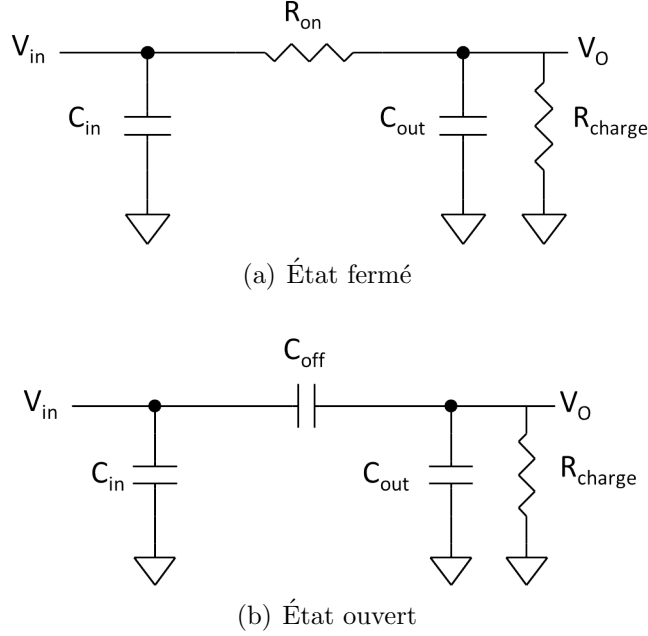 R_on
V_in
V_O
C_in
C_out
R_charge
(a) État fermé
C_off
V_in
V_O
C_in
C_out
R_charge
(b) État ouvert